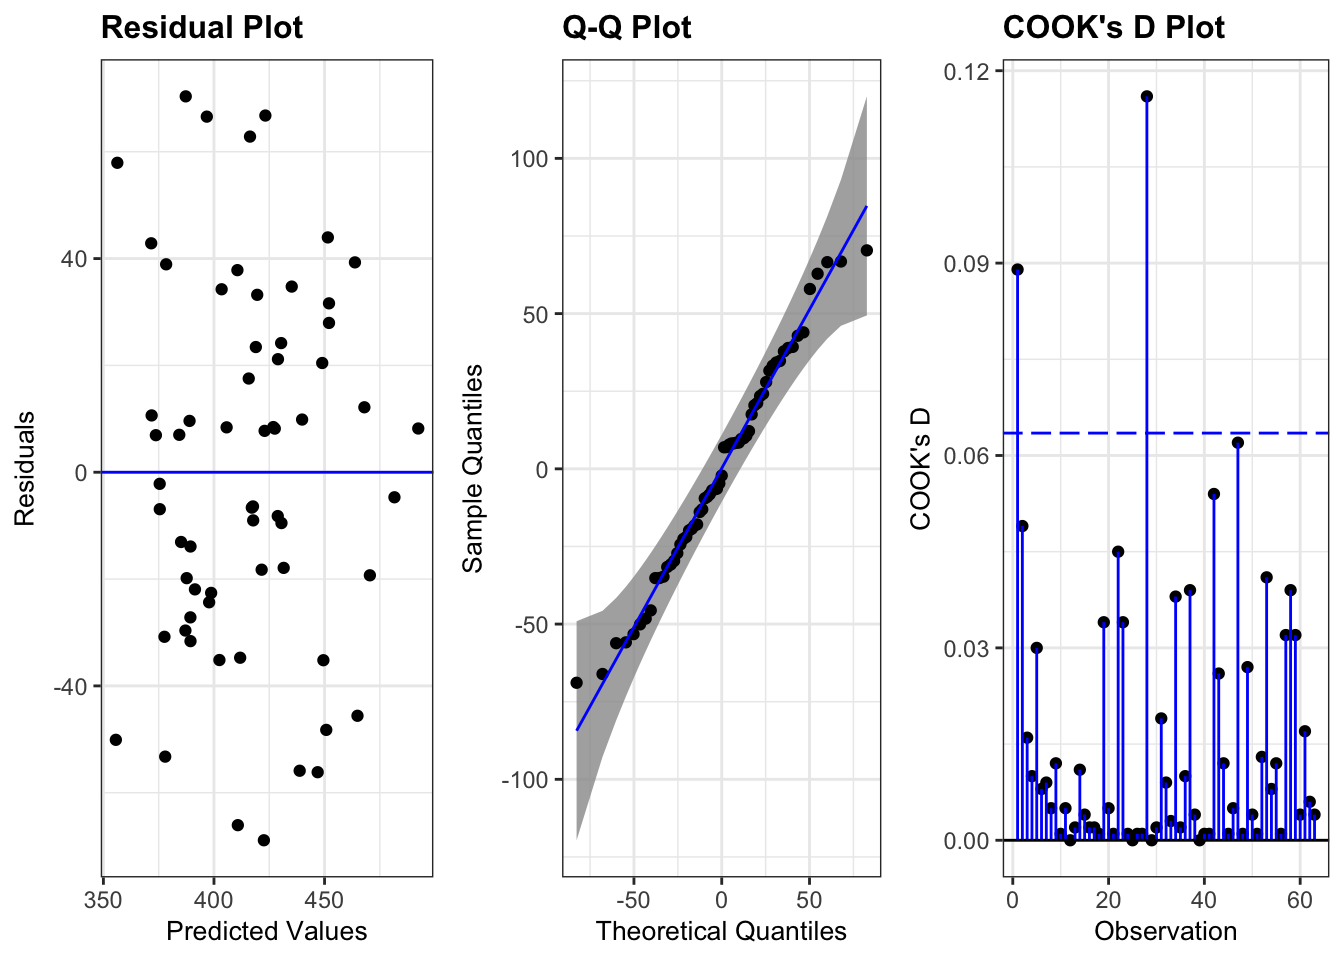 Residual Plot
Residuals
40
0
-40
350
400
450
Predicted Values
Q-Q Plot
Sample Quantiles
100
50
0
-50
-100
-50
0
50
Theoretical Quantiles
COOK's D Plot
COOK's D
0.12
0.09
0.06
0.03
0.00
0
20
40
60
Observation